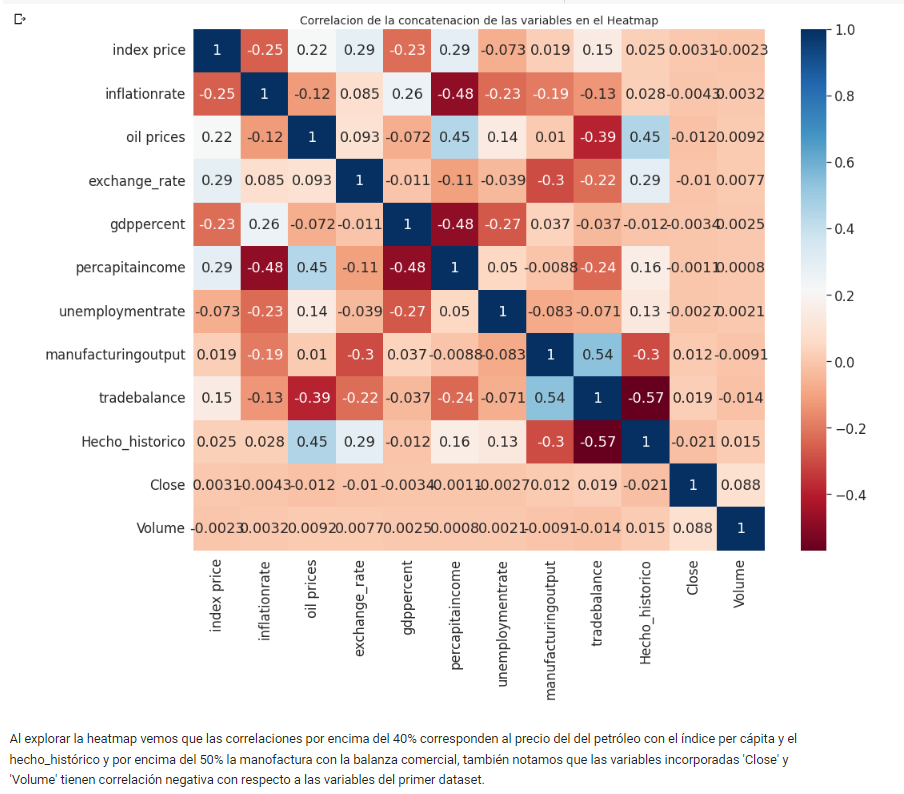 Correlacion de la concatenacion de las variables en el Heatmap
index price 1 -0.25 0.22 0.29 -0.23 0.29 -0.073 0.019 0.15 0.025 0.0031 -0.0023
inflationrate -0.25 1 -0.12 0.085 0.26 -0.48 -0.23 -0.19 -0.13 0.028 -0.0043 0.0032
oil prices 0.22 -0.12 1 0.093 -0.072 0.45 0.14 0.01 -0.39 0.45 -0.012 0.0092
exchange_rate 0.29 0.085 0.093 1 -0.011 -0.11 -0.039 -0.3 -0.22 0.29 -0.01 0.0077
gdppercent -0.23 0.26 -0.072 -0.011 1 -0.48 -0.27 0.037 -0.037 -0.012 -0.0034 0.0025
percapitaincome 0.29 -0.48 0.45 -0.11 -0.48 1 0.05 -0.0088 -0.24 0.16 -0.0011 0.0008
unemploymentrate -0.073 -0.23 0.14 -0.039 -0.27 0.05 1 -0.083 -0.071 0.13 -0.0027 0.0021
manufacturingoutput 0.019 -0.19 0.01 -0.3 0.037 -0.0088 -0.083 1 0.54 -0.3 0.012 -0.0091
tradebalance 0.15 -0.13 -0.39 -0.22 -0.037 -0.24 -0.071 0.54 1 -0.57 0.019 -0.014
Hecho_historico 0.025 0.028 0.45 0.29 -0.012 0.16 0.13 -0.3 -0.57 1 -0.021 0.015
Close 0.0031 -0.0043 -0.012 -0.01 -0.0034 -0.0011 -0.0027 0.012 0.019 -0.021 1 0.088
Volume -0.0023 0.0032 0.0092 0.0077 0.0025 0.0008 0.0021 -0.0091 -0.014 0.015 0.088 1
index price
inflationrate
oil prices
exchange_rate
gdppercent
percapitaincome
unemploymentrate
manufacturingoutput
tradebalance
Hecho_historico
Close
Volume
1.0
0.8
0.6
0.4
0.2
0.0
−0.2
−0.4
Al explorar la heatmap vemos que las correlaciones por encima del 40% corresponden al precio del del petróleo con el índice per cápita y el
hecho_histórico y por encima del 50% la manofactura con la balanza comercial, también notamos que las variables incorporadas 'Close' y
'Volume' tienen correlación negativa con respecto a las variables del primer dataset.